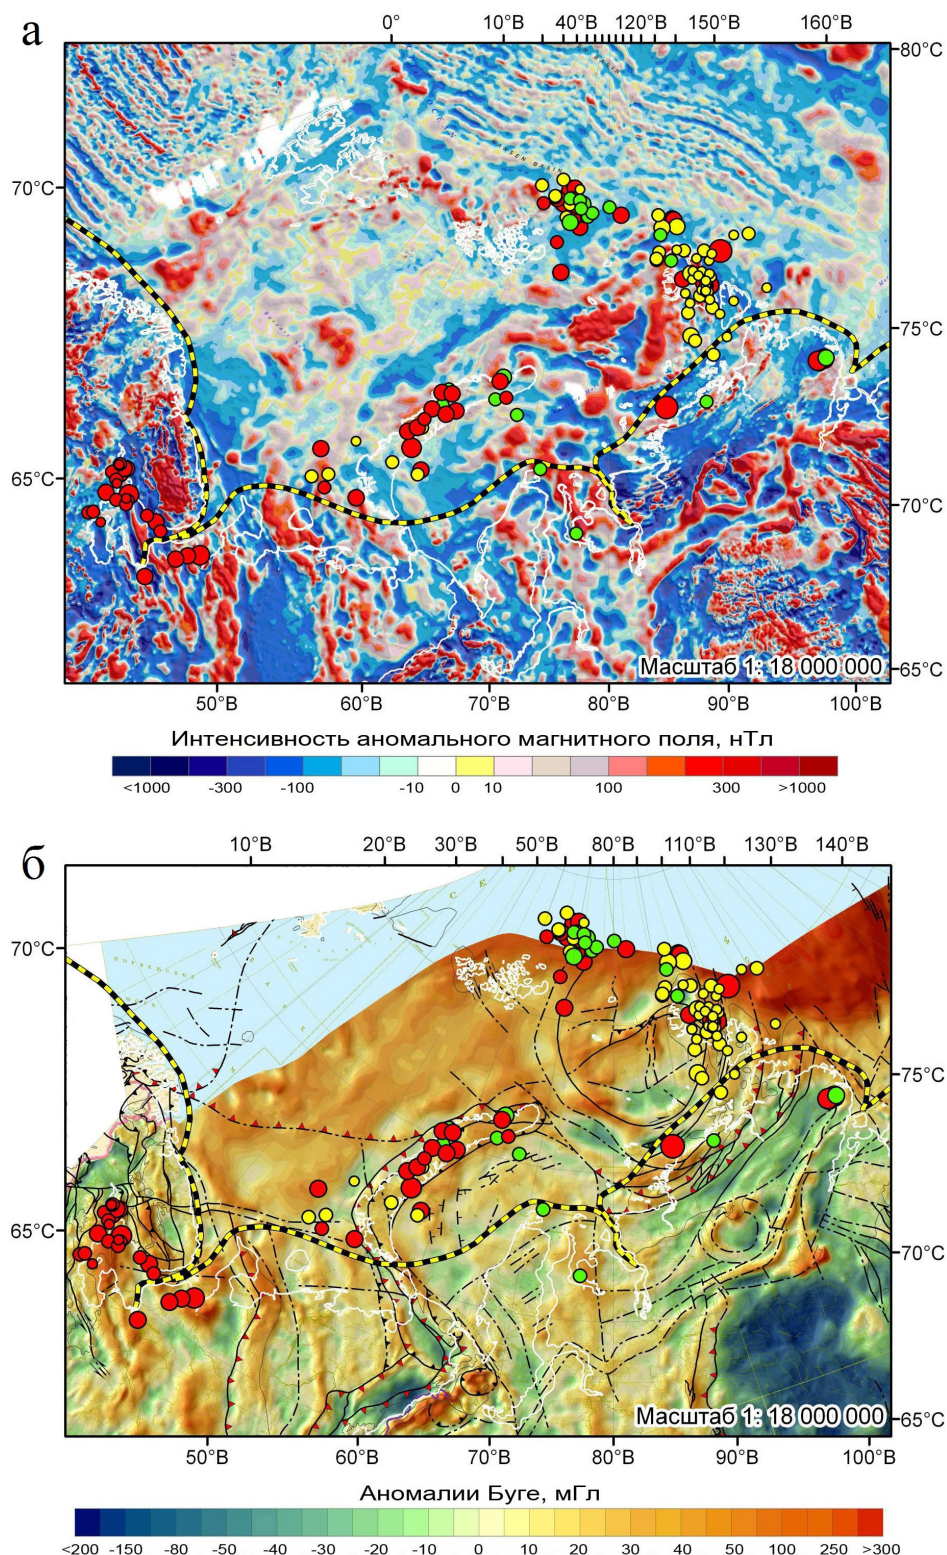 а
0° 10°В 40°В 120°В 150°В 160°В
80°С
70°С
75°С
65°С
70°С
Масштаб 1: 18 000 000
65°С
50°В 60°В 70°В 80°В 90°В 100°В
Интенсивность аномального магнитного поля, нТл
<1000 -300 -100 -10 0 10 100 300 >1000
б
10°В 20°В 30°В 40°В 50°В 60°В 80°В 110°В 130°В 140°В
70°С
75°С
65°С
70°С
Масштаб 1: 18 000 000
65°С
50°В 60°В 70°В 80°В 90°В 100°В
Аномалии Буге, мГл
<200 -150 -80 -50 -40 -30 -20 -10 0 10 20 30 50 40 100 250 >300